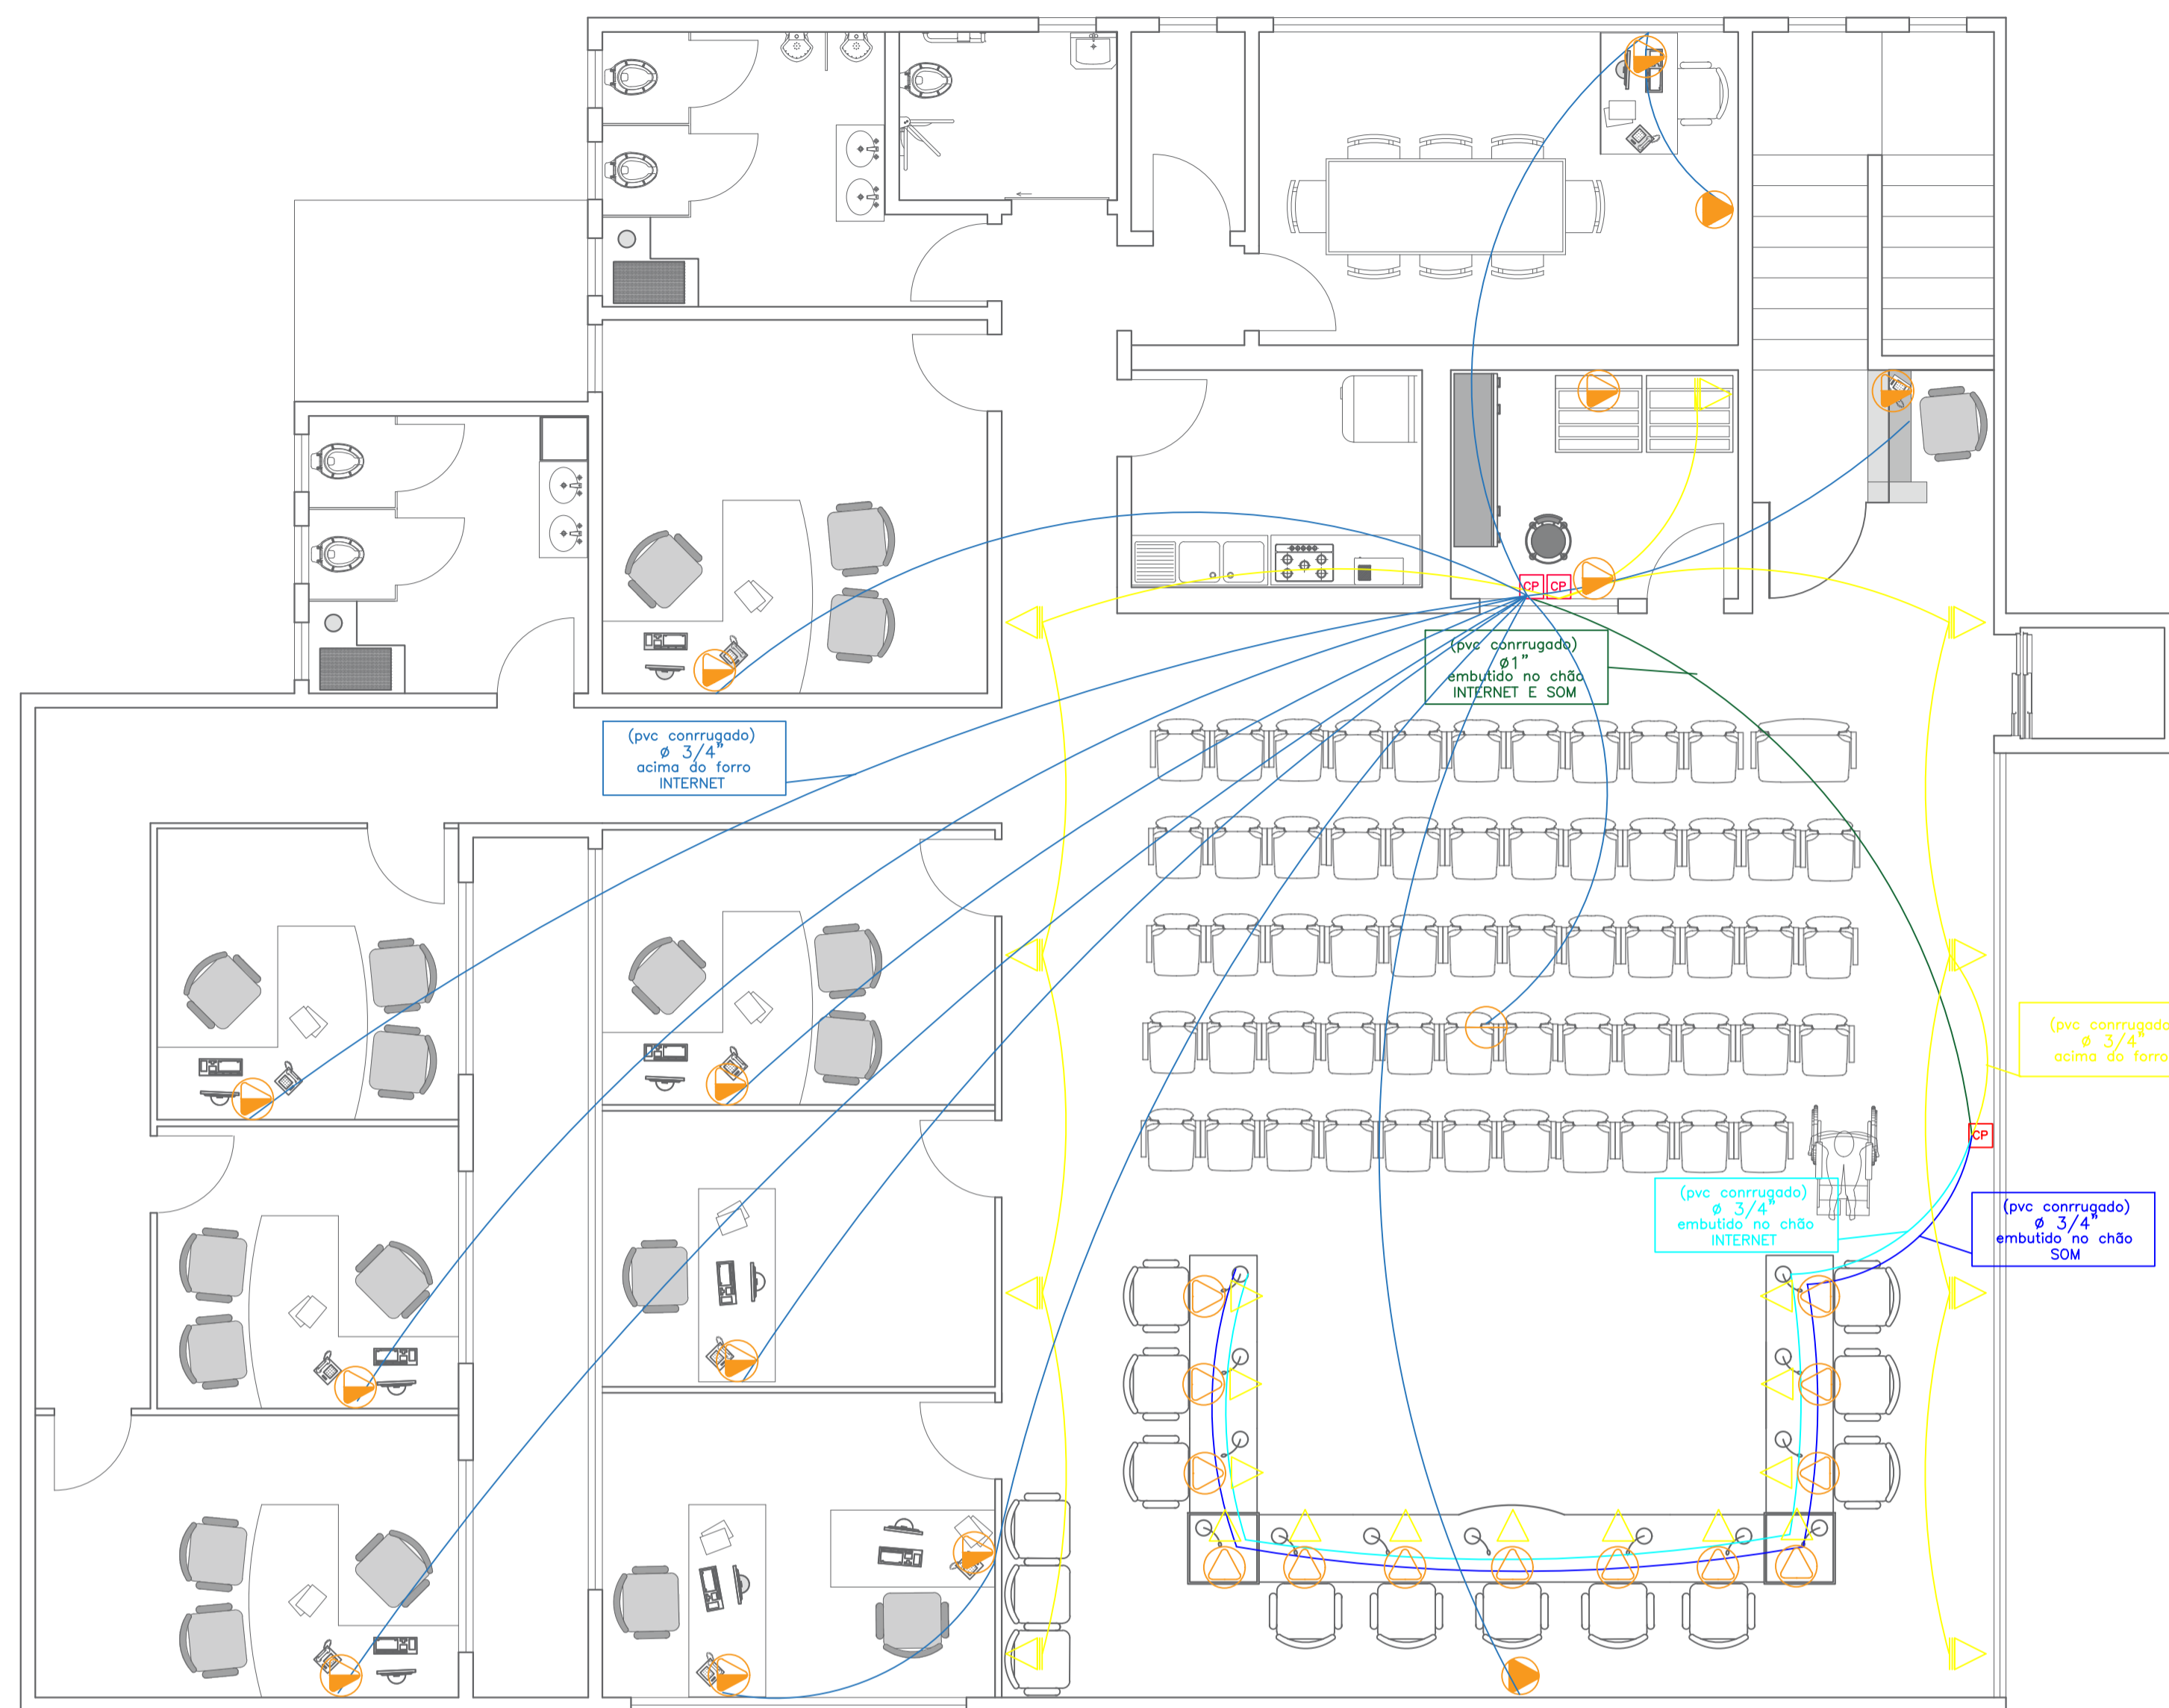 CP CP
(pvc conrrugado)
ø1"
embutido no chão
INTERNET E SOM
(pvc conrrugado)
ø 3/4"
acima do forro
INTERNET
(pvc conrrugado
ø 3/4"
acima do forro
CP
(pvc conrrugado)
ø 3/4"
embutido no chão
INTERNET
(pvc conrrugado)
ø 3/4"
embutido no chão
SOM